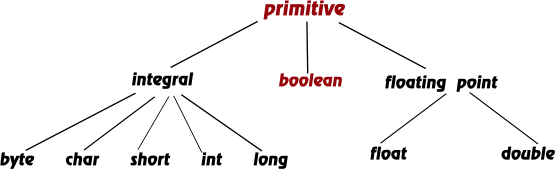 primitive
integral boolean floating point
byte char short int long float double